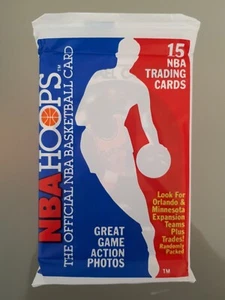 NBA HOOPS™
THE OFFICIAL NBA BASKETBALL CARD
15
NBA
TRADING
CARDS
GREAT
GAME
ACTION
PHOTOS
Look For
Orlando &
Minnesota
Expansion
Teams
Plus
Trades!
Randomly
Packed
TM